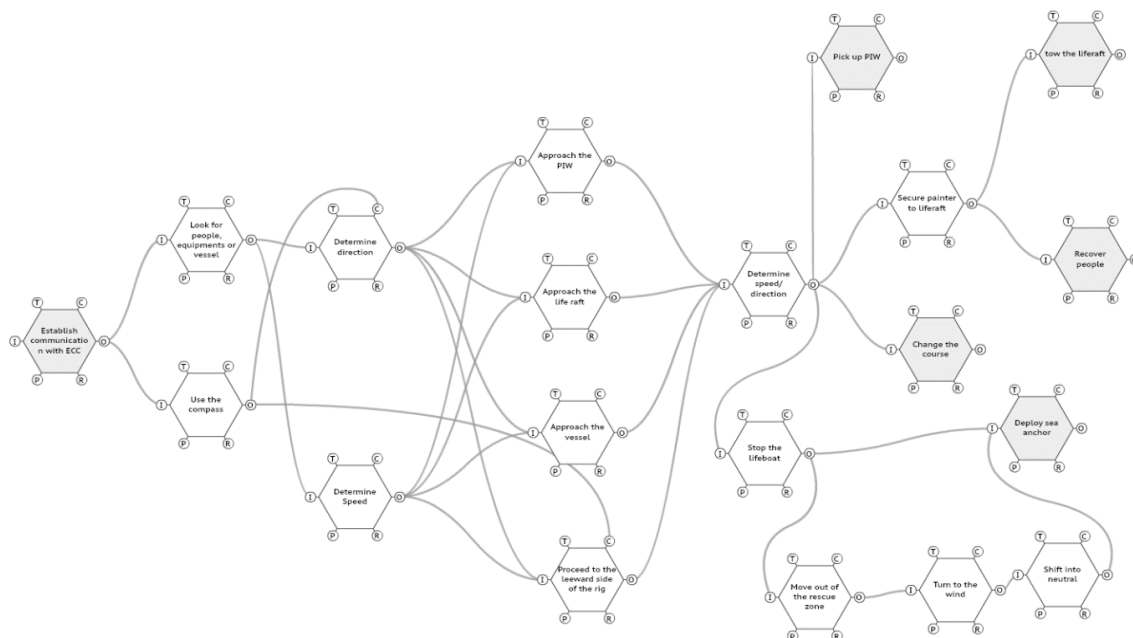 T C
Establish
I communicatio O
n with ECC
P R
T C
Look for
people,
I equipments or O
vessel
P R
T C
Use the
I compass O
P R
T C
Determine
I direction O
P R
T C
Determine
I Speed O
P R
T C
Approach the
I PIW O
P R
T C
Approach the
I life raft O
P R
T C
Approach the
I vessel O
P R
T C
Proceed to the
I leeward side O
of the rig
P R
T C
Determine
I speed/ O
direction
P R
T C
I Pick up PIW O
P R
T C
Secure painter
I to liferaft O
P R
T C
I tow the liferaft O
P R
T C
Recover
I people O
P R
T C
Change the
I course O
P R
T C
Stop the
I lifeboat O
P R
T C
Deploy sea
I anchor O
P R
T C
Move out of
I the rescue O
zone
P R
T C
Turn to the
I wind O
P R
T C
Shift into
I neutral O
P R